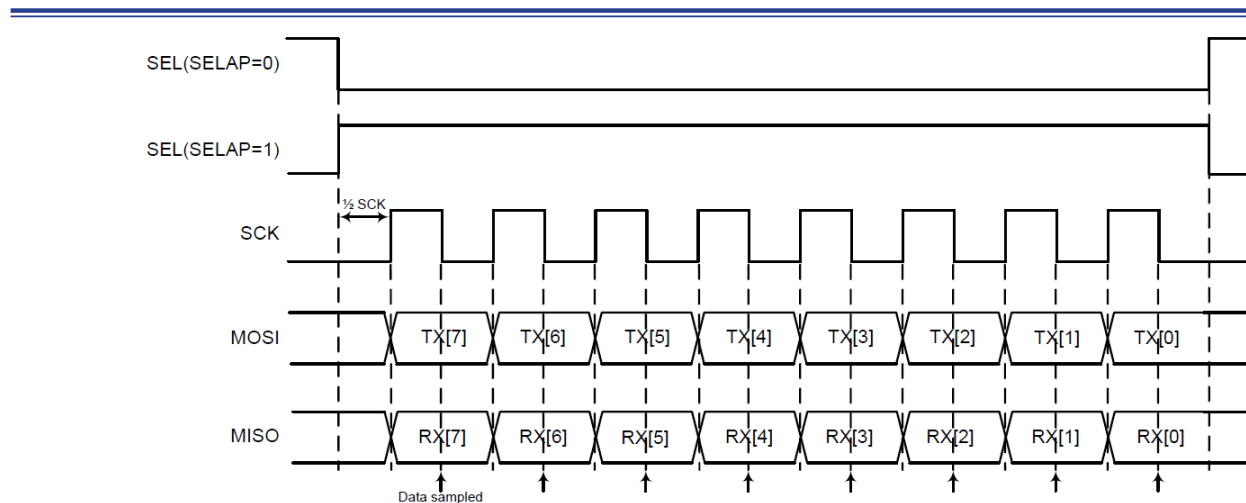 SEL(SELAP=0)
SEL(SELAP=1)
½ SCK
SCK
MOSI TX[7] TX[6] TX[5] TX[4] TX[3] TX[2] TX[1] TX[0]
MISO RX[7] RX[6] RX[5] RX[4] RX[3] RX[2] RX[1] RX[0]
Data sampled